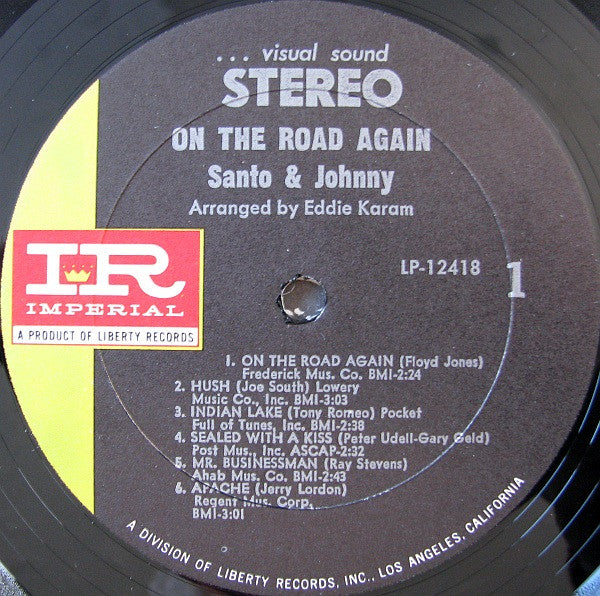 ... visual sound
STEREO
ON THE ROAD AGAIN
Santo & Johnny
Arranged by Eddie Karam
IR
IMPERIAL
A PRODUCT OF LIBERTY RECORDS
LP-12418 1
1. ON THE ROAD AGAIN (Floyd Jones)
Frederick Mus. Co. BMI-2:24
2. HUSH (Joe South) Lowery
Music Co., Inc. BMI-3:03
3. INDIAN LAKE (Tony Romeo) Pocket
Full of Tunes, Inc. BMI-2:38
4. SEALED WITH A KISS (Peter Udell-Gary Geld)
Post Mus., Inc. ASCAP-2:32
5. MR. BUSINESSMAN (Ray Stevens)
Ahab Mus. Co. BMI-2:43
6. APACHE (Jerry Lordon)
Regent Mus. Corp.
BMI-3:01
A DIVISION OF LIBERTY RECORDS, INC., LOS ANGELES, CALIFORNIA